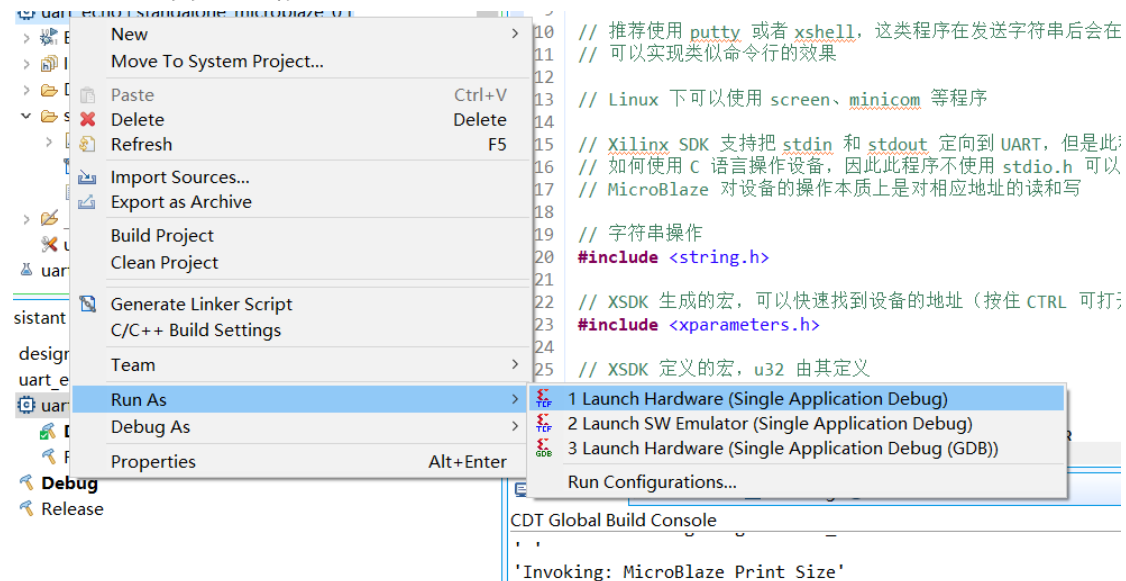 uart_echo1 [standalone_microblaze_0]
New
Move To System Project...
Paste Ctrl+V
Delete Delete
Refresh F5
Import Sources...
Export as Archive
Build Project
Clean Project
Generate Linker Script
C/C++ Build Settings
Team
Run As
Debug As
Properties Alt+Enter
1 Launch Hardware (Single Application Debug)
2 Launch SW Emulator (Single Application Debug)
3 Launch Hardware (Single Application Debug (GDB))
Run Configurations...
uar
sistant
design
uart_e
uar
Debug
Release
10 // 推荐使用 putty 或者 xshell，这类程序在发送字符串后会在
11 // 可以实现类似命令行的效果
12
13 // Linux 下可以使用 screen、minicom 等程序
14
15 // Xilinx SDK 支持把 stdin 和 stdout 定向到 UART，但是此
16 // 如何使用 C 语言操作设备，因此此程序不使用 stdio.h 可以
17 // MicroBlaze 对设备的操作本质上是对相应地址的读和写
18
19 // 字符串操作
20 #include <string.h>
21
22 // XSDK 生成的宏，可以快速找到设备的地址（按住 CTRL 可打
23 #include <xparameters.h>
24
25 // XSDK 定义的宏，u32 由其定义
CDT Global Build Console
' '
'Invoking: MicroBlaze Print Size'